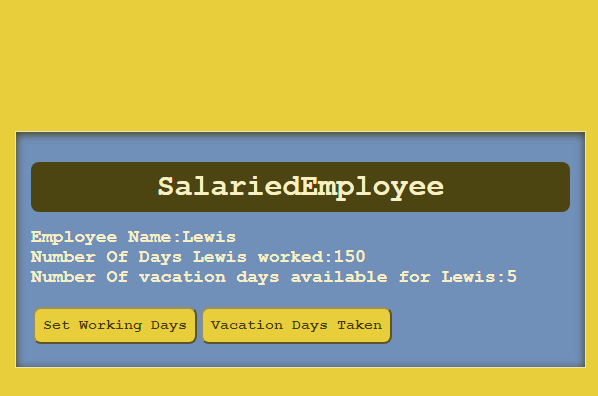 SalariedEmployee
Employee Name:Lewis
Number Of Days Lewis worked:150
Number Of vacation days available for Lewis:5
Set Working Days
Vacation Days Taken